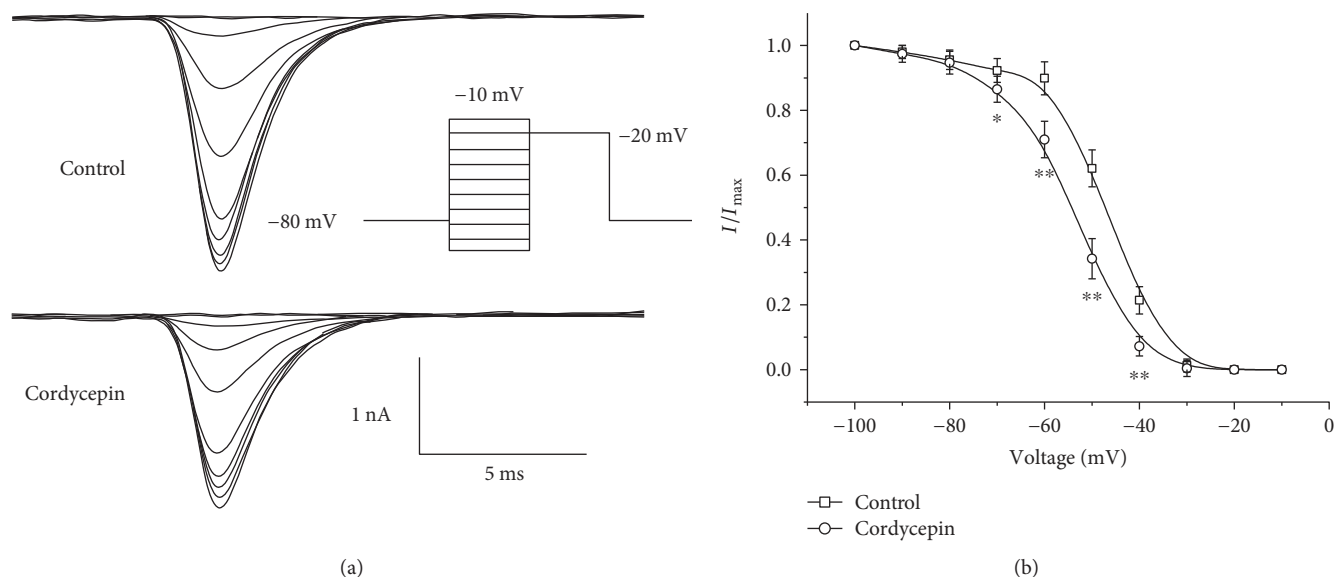 Control
−10 mV
−20 mV
−80 mV
Cordycepin
1 nA
5 ms
(a)
I/Imax
1.0
0.8
0.6
0.4
0.2
0.0
*
**
**
**
−100
−80
−60
−40
−20
0
Voltage (mV)
Control
Cordycepin
(b)